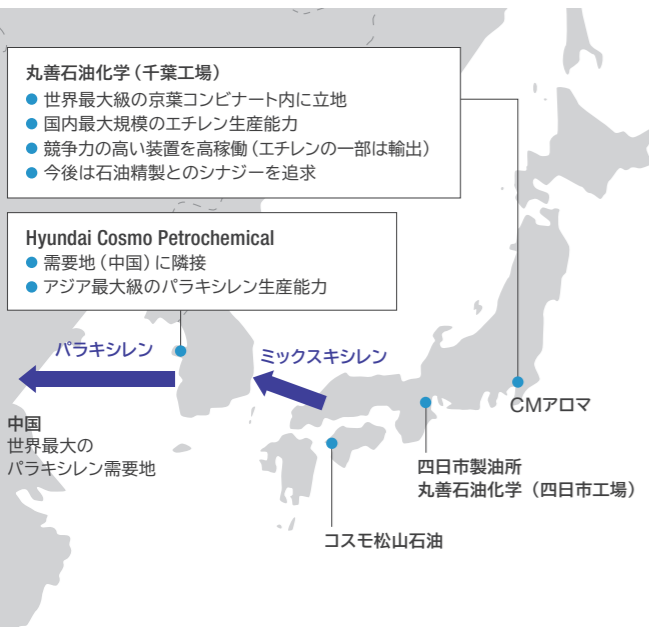 丸善石油化学（千葉工場）
● 世界最大級の京葉コンビナート内に立地
● 国内最大規模のエチレン生産能力
● 競争力の高い装置を高稼働（エチレンの一部は輸出）
● 今後は石油精製とのシナジーを追求
Hyundai Cosmo Petrochemical
● 需要地（中国）に隣接
● アジア最大級のパラキシレン生産能力
パラキシレン
ミックスキシレン
中国
世界最大の
パラキシレン需要地
CMアロマ
四日市製油所
丸善石油化学（四日市工場）
コスモ松山石油